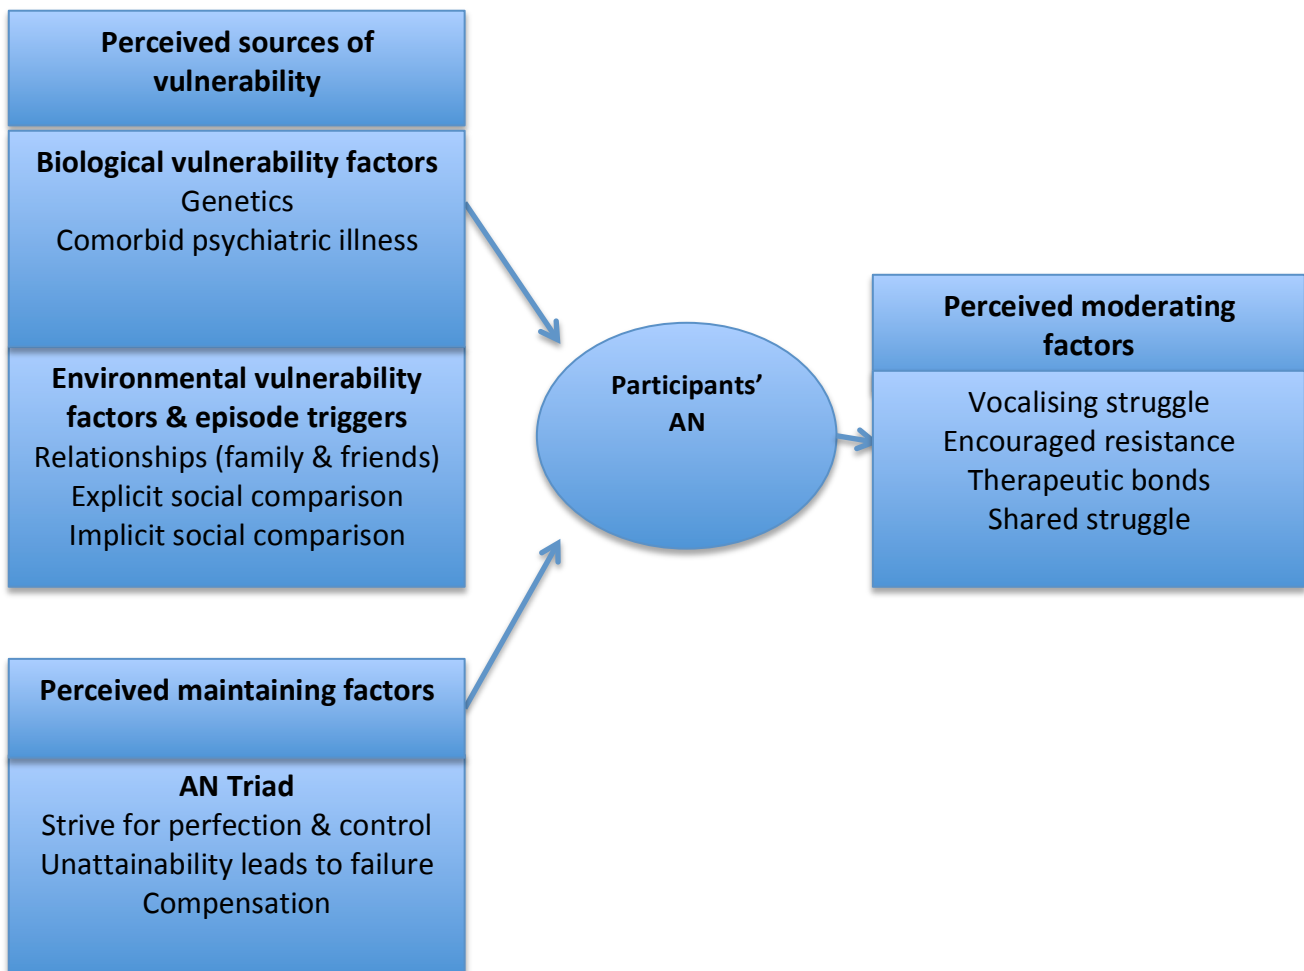 Perceived sources of
vulnerability
Biological vulnerability factors
Genetics
Comorbid psychiatric illness
Environmental vulnerability
factors & episode triggers
Relationships (family & friends)
Explicit social comparison
Implicit social comparison
Perceived maintaining factors
AN Triad
Strive for perfection & control
Unattainability leads to failure
Compensation
Participants’
AN
Perceived moderating
factors
Vocalising struggle
Encouraged resistance
Therapeutic bonds
Shared struggle